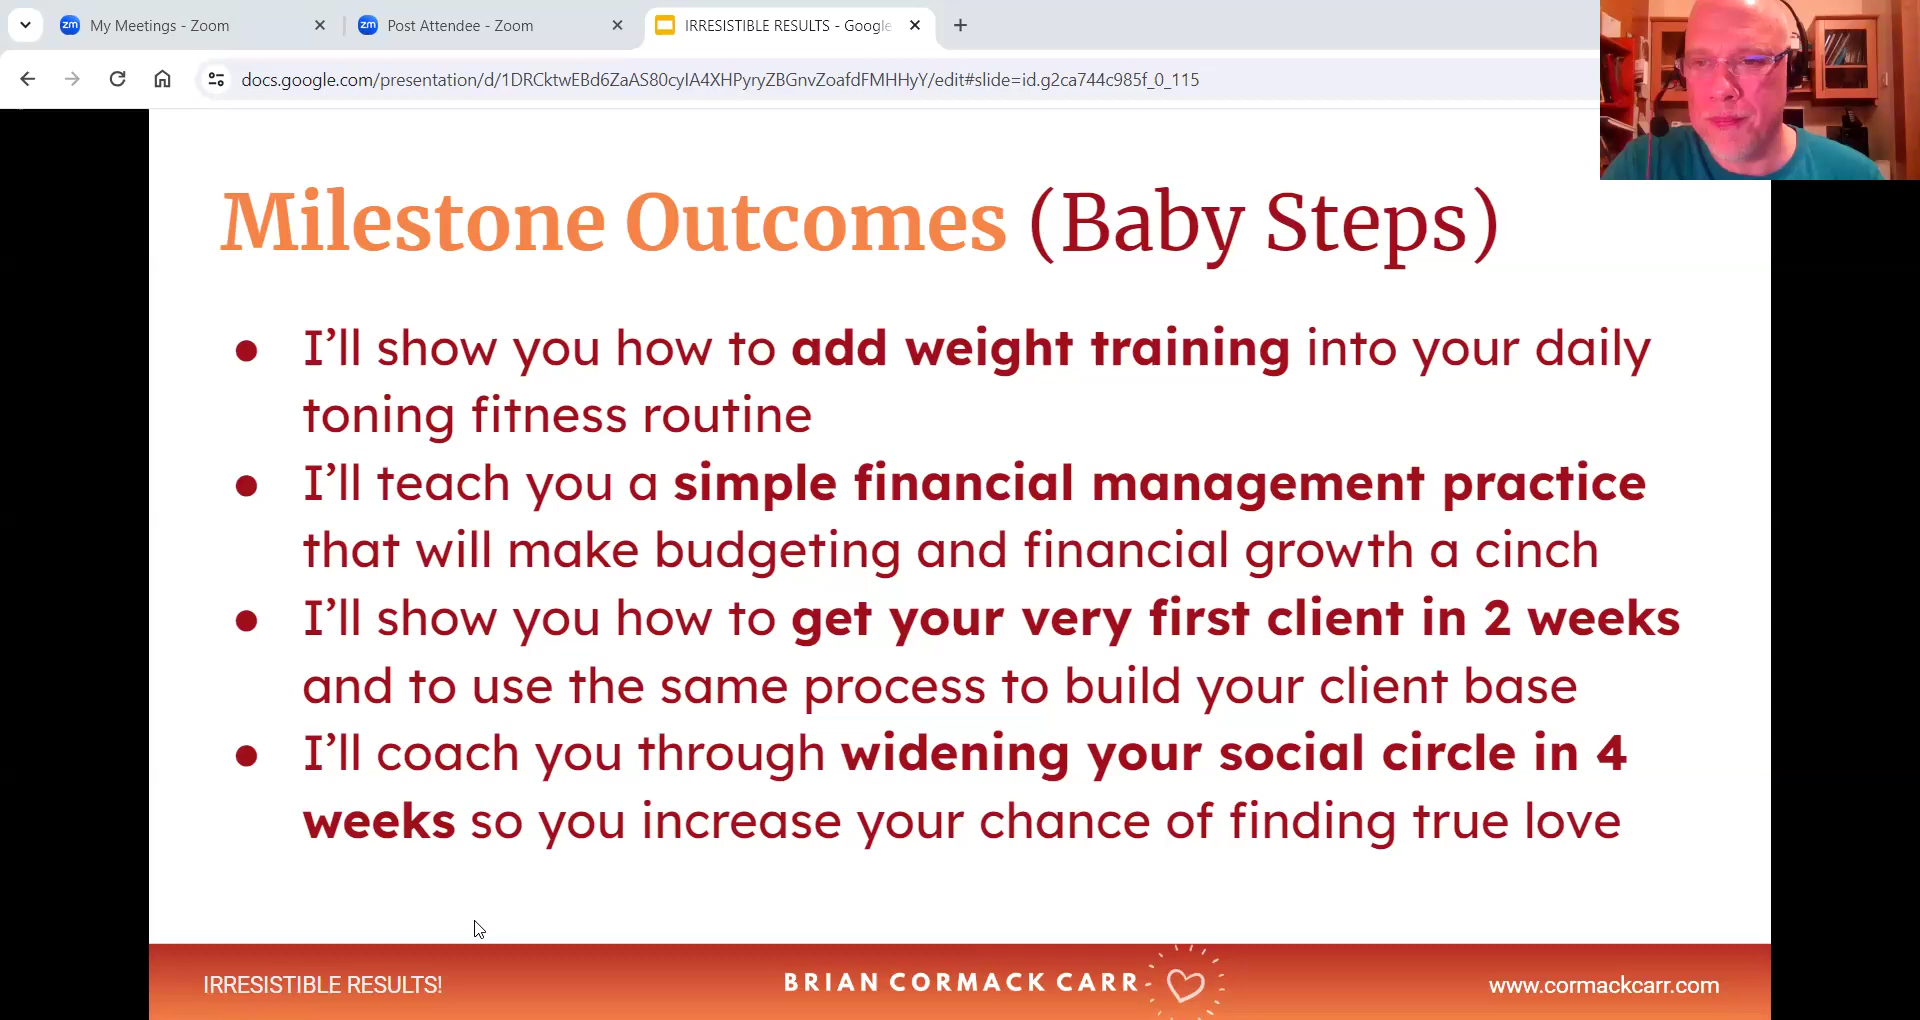 My Meetings - Zoom
Post Attendee - Zoom
IRRESISTIBLE RESULTS - Google
docs.google.com/presentation/d/1DRCktwEBd6ZaAS80cyIA4XHPyryZBGnvZoafdFMHHyY/edit#slide=id.g2ca744c985f_0_115
Milestone Outcomes (Baby Steps)
● I’ll show you how to add weight training into your daily
toning fitness routine
● I’ll teach you a simple financial management practice
that will make budgeting and financial growth a cinch
● I’ll show you how to get your very first client in 2 weeks
and to use the same process to build your client base
● I’ll coach you through widening your social circle in 4
weeks so you increase your chance of finding true love
IRRESISTIBLE RESULTS!
BRIAN CORMACK CARR
www.cormackcarr.com